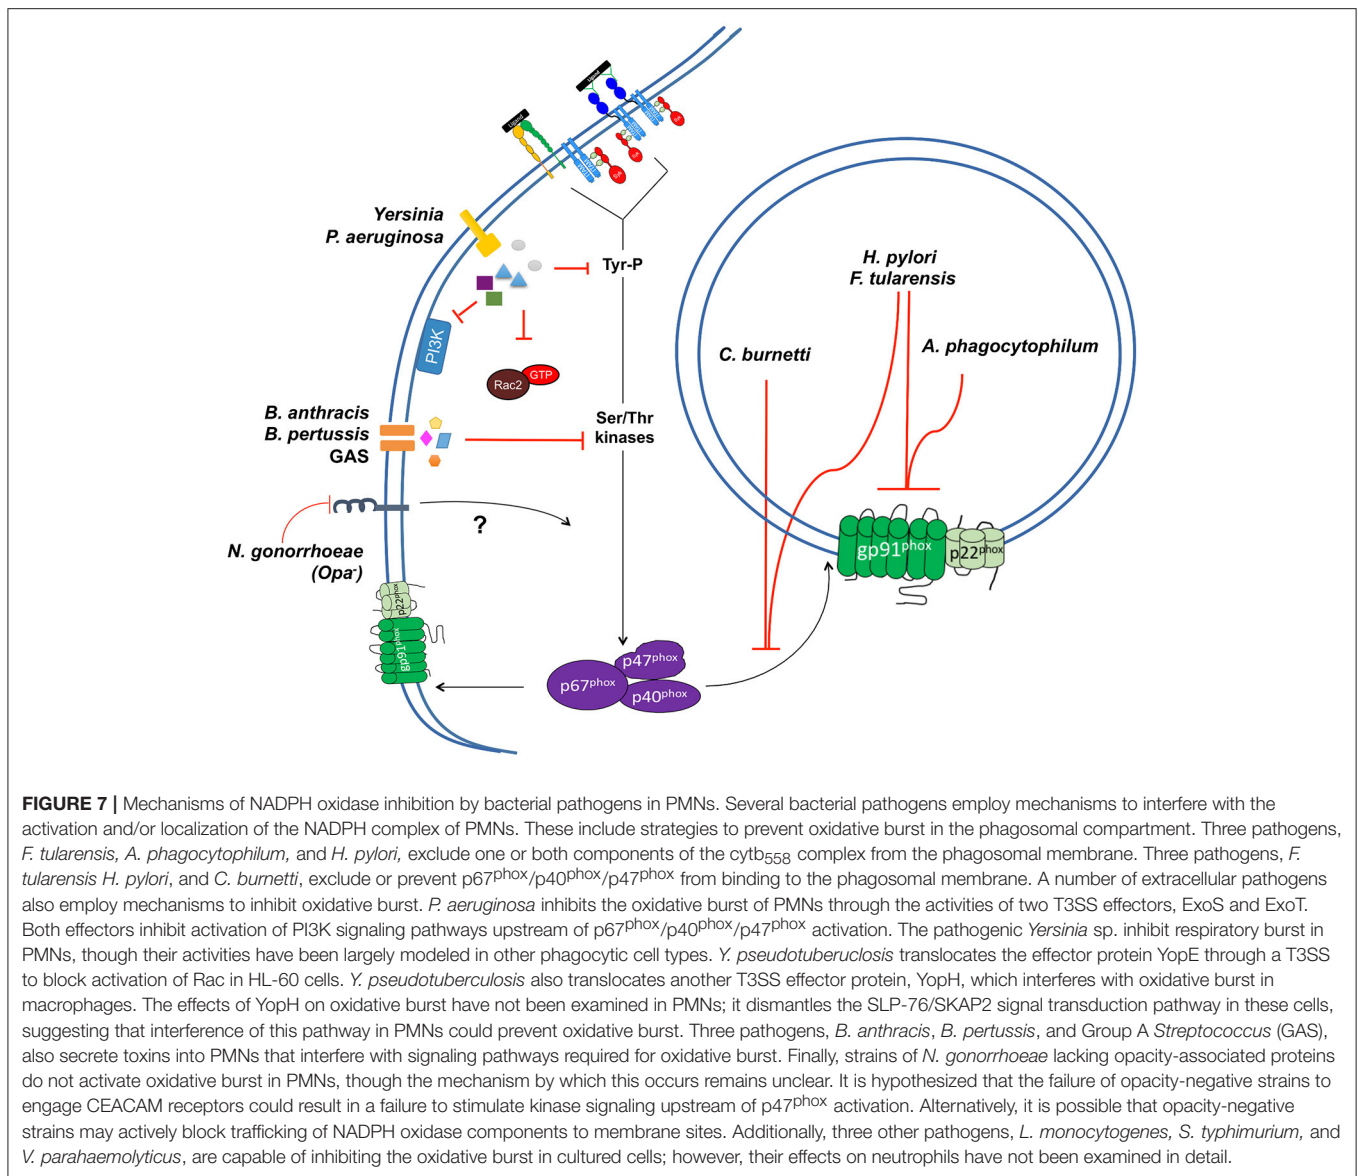 Ligand
Ligand
Yersinia
P. aeruginosa
Tyr-P
PI3K
Rac2
GTP
H. pylori
F. tularensis
C. burnetti
A. phagocytophilum
B. anthracis
B. pertussis
GAS
Ser/Thr
kinases
?
N. gonorrhoeae
(Opa-)
gp91phox
p22phox
p22phox
gp91phox
p47phox
p67phox
p40phox
FIGURE 7 | Mechanisms of NADPH oxidase inhibition by bacterial pathogens in PMNs. Several bacterial pathogens employ mechanisms to interfere with the
activation and/or localization of the NADPH complex of PMNs. These include strategies to prevent oxidative burst in the phagosomal compartment. Three pathogens,
F. tularensis, A. phagocytophilum, and H. pylori, exclude one or both components of the cytb558 complex from the phagosomal membrane. Three pathogens, F.
tularensis H. pylori, and C. burnetti, exclude or prevent p67phox/p40phox/p47phox from binding to the phagosomal membrane. A number of extracellular pathogens
also employ mechanisms to inhibit oxidative burst. P. aeruginosa inhibits the oxidative burst of PMNs through the activities of two T3SS effectors, ExoS and ExoT.
Both effectors inhibit activation of PI3K signaling pathways upstream of p67phox/p40phox/p47phox activation. The pathogenic Yersinia sp. inhibit respiratory burst in
PMNs, though their activities have been largely modeled in other phagocytic cell types. Y. pseudotuberuclosis translocates the effector protein YopE through a T3SS
to block activation of Rac in HL-60 cells. Y. pseudotuberculosis also translocates another T3SS effector protein, YopH, which interferes with oxidative burst in
macrophages. The effects of YopH on oxidative burst have not been examined in PMNs; it dismantles the SLP-76/SKAP2 signal transduction pathway in these cells,
suggesting that interference of this pathway in PMNs could prevent oxidative burst. Three pathogens, B. anthracis, B. pertussis, and Group A Streptococcus (GAS),
also secrete toxins into PMNs that interfere with signaling pathways required for oxidative burst. Finally, strains of N. gonorrhoeae lacking opacity-associated proteins
do not activate oxidative burst in PMNs, though the mechanism by which this occurs remains unclear. It is hypothesized that the failure of opacity-negative strains to
engage CEACAM receptors could result in a failure to stimulate kinase signaling upstream of p47phox activation. Alternatively, it is possible that opacity-negative
strains may actively block trafficking of NADPH oxidase components to membrane sites. Additionally, three other pathogens, L. monocytogenes, S. typhimurium, and
V. parahaemolyticus, are capable of inhibiting the oxidative burst in cultured cells; however, their effects on neutrophils have not been examined in detail.